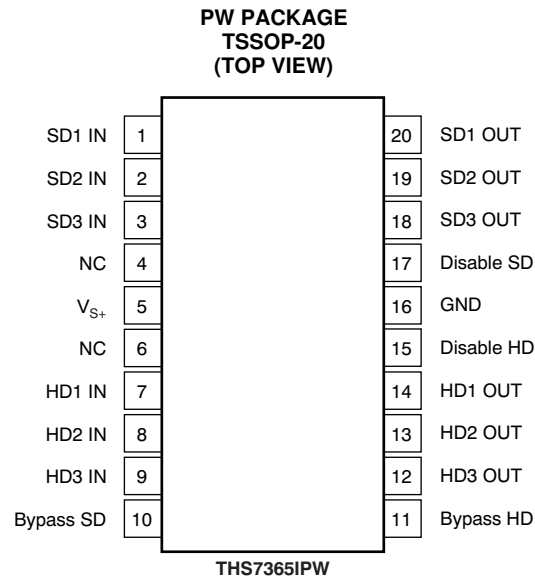 PW PACKAGE
TSSOP-20
(TOP VIEW)
SD1 IN 1 20 SD1 OUT
SD2 IN 2 19 SD2 OUT
SD3 IN 3 18 SD3 OUT
NC 4 17 Disable SD
VS+ 5 16 GND
NC 6 15 Disable HD
HD1 IN 7 14 HD1 OUT
HD2 IN 8 13 HD2 OUT
HD3 IN 9 12 HD3 OUT
Bypass SD 10 11 Bypass HD
THS7365IPW